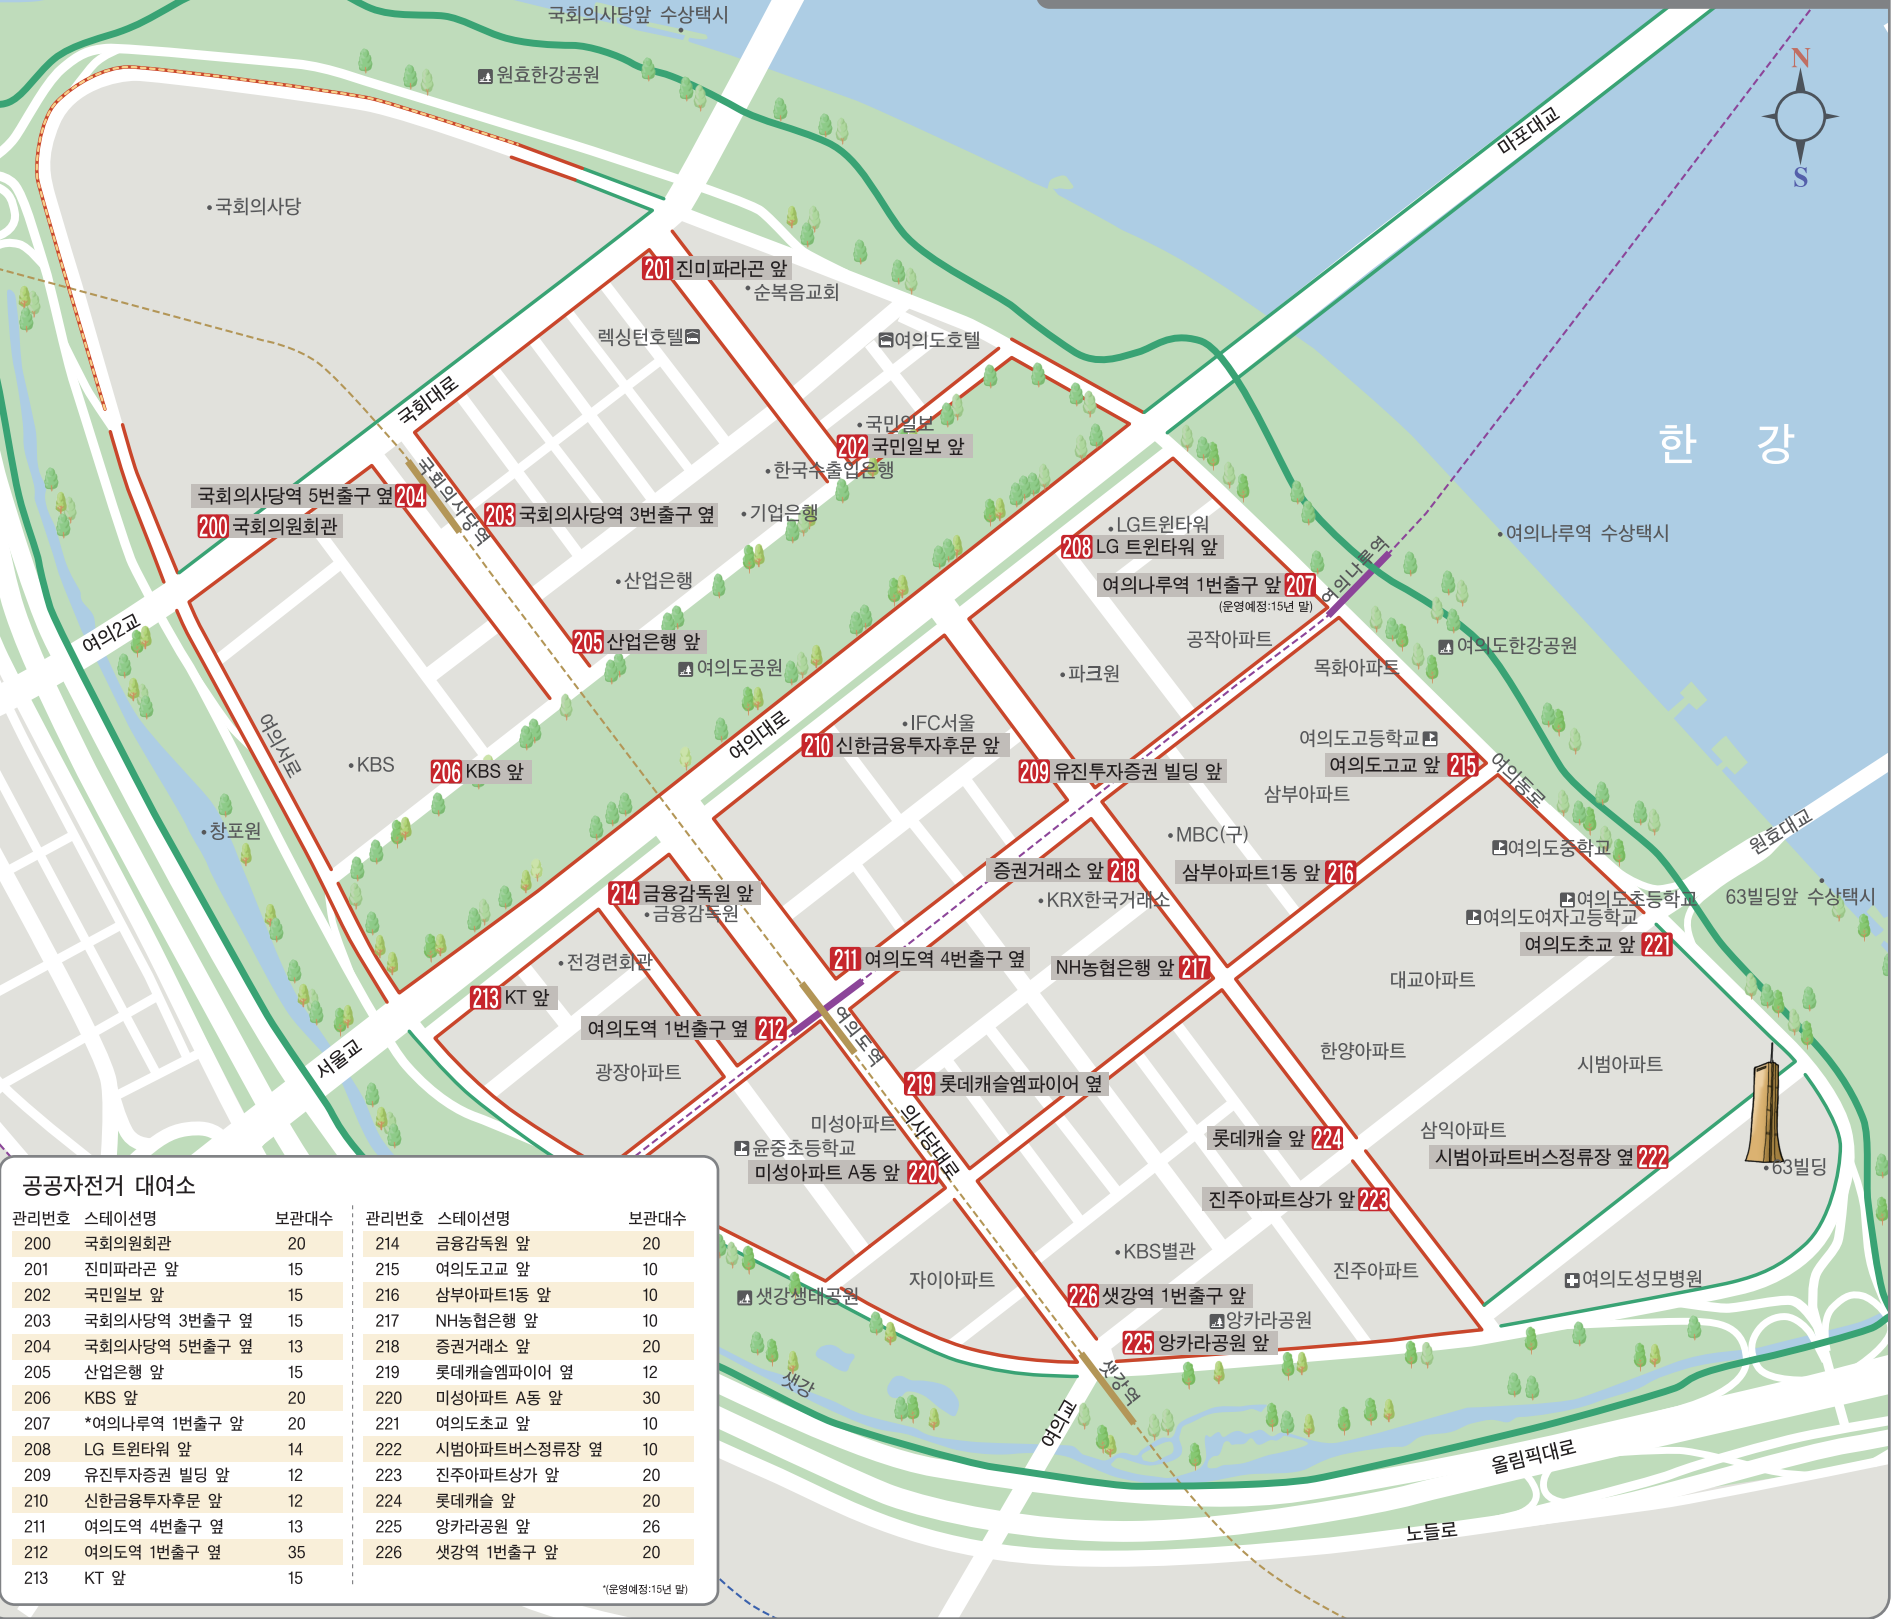 국회의사당앞 수상택시
원효한강공원
N
S
마포대교
국회의사당
201 진미파라곤 앞
순복음교회
렉싱턴호텔
여의도호텔
국회대로
국민일보
202 국민일보 앞
한국수출입은행
한 강
국회의사당역 5번출구 옆 204
200 국회의원회관
국회의사당역
203 국회의사당역 3번출구 옆
기업은행
LG트윈타워
208 LG 트윈타워 앞
여의나루역
여의나루역 수상택시
산업은행
여의나루역 1번출구 앞 207
(운영예정:15년 말)
여의2교
205 산업은행 앞
공작아파트
여의도한강공원
여의도공원
파크원
목화아파트
여의서로
여의대로
IFC서울
210 신한금융투자후문 앞
여의도고등학교
여의도고교 앞 215
KBS
206 KBS 앞
209 유진투자증권 빌딩 앞
여의동로
삼부아파트
창포원
MBC(구)
원효대교
여의도중학교
증권거래소 앞 218
삼부아파트1동 앞 216
214 금융감독원 앞
금융감독원
KRX한국거래소
여의도초등학교
63빌딩앞 수상택시
여의도여자고등학교
여의도초교 앞 221
전경련회관
211 여의도역 4번출구 옆
NH농협은행 앞 217
대교아파트
213 KT 앞
여의도역 1번출구 옆 212
여의도역
서울교
광장아파트
한양아파트
시범아파트
219 롯데캐슬엠파이어 옆
미성아파트
의사당대로
윤중초등학교
미성아파트 A동 앞 220
롯데캐슬 앞 224
삼익아파트
시범아파트버스정류장 옆 222
63빌딩
진주아파트상가 앞 223
KBS별관
자이아파트
진주아파트
여의도성모병원
샛강생태공원
226 샛강역 1번출구 앞
앙카라공원
225 앙카라공원 앞
샛강
샛강역
여의교
올림픽대로
노들로
공공자전거 대여소
관리번호 스테이션명 보관대수
200 국회의원회관 20
201 진미파라곤 앞 15
202 국민일보 앞 15
203 국회의사당역 3번출구 옆 15
204 국회의사당역 5번출구 옆 13
205 산업은행 앞 15
206 KBS 앞 20
207 *여의나루역 1번출구 앞 20
208 LG 트윈타워 앞 14
209 유진투자증권 빌딩 앞 12
210 신한금융투자후문 앞 12
211 여의도역 4번출구 옆 13
212 여의도역 1번출구 옆 35
213 KT 앞 15
관리번호 스테이션명 보관대수
214 금융감독원 앞 20
215 여의도고교 앞 10
216 삼부아파트1동 앞 10
217 NH농협은행 앞 10
218 증권거래소 앞 20
219 롯데캐슬엠파이어 옆 12
220 미성아파트 A동 앞 30
221 여의도초교 앞 10
222 시범아파트버스정류장 옆 10
223 진주아파트상가 앞 20
224 롯데캐슬 앞 20
225 앙카라공원 앞 26
226 샛강역 1번출구 앞 20
*(운영예정:15년 말)